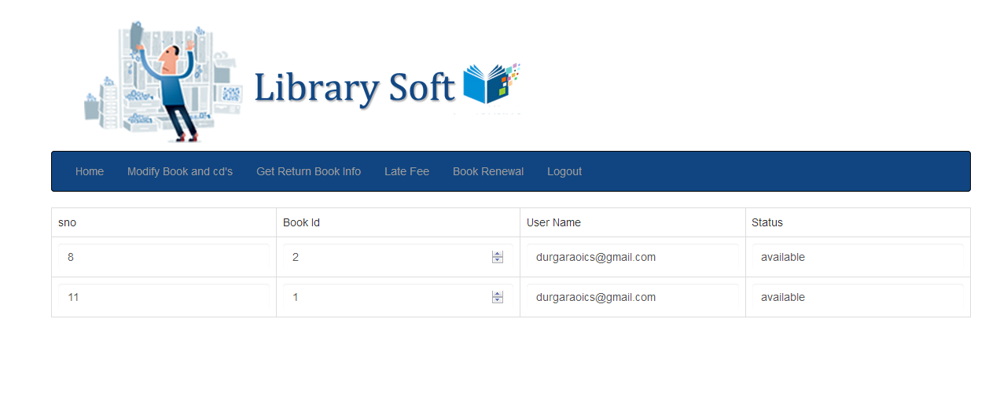 Library Soft
Home Modify Book and cd's Get Return Book Info Late Fee Book Renewal Logout
sno Book Id User Name Status
8 2 durgaraoics@gmail.com available
11 1 durgaraoics@gmail.com available